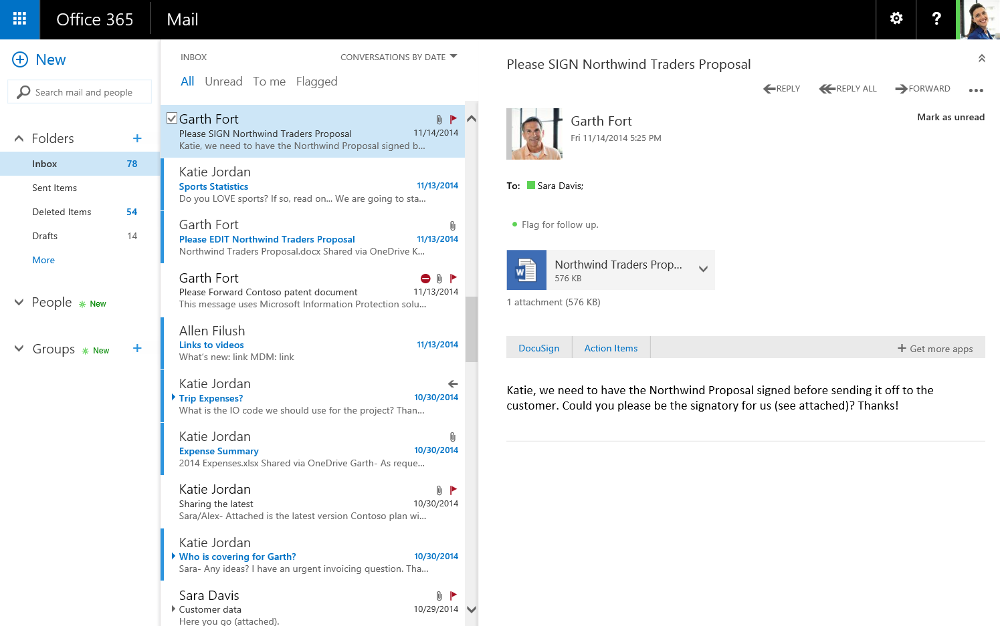 Office 365
Mail
?
New
Search mail and people
Folders
Inbox 78
Sent Items
Deleted Items 54
Drafts 14
More
People New
Groups New
INBOX
CONVERSATIONS BY DATE
All Unread To me Flagged
Garth Fort
Please SIGN Northwind Traders Proposal 11/14/2014
Katie, we need to have the Northwind Proposal signed b...
Katie Jordan
Sports Statistics 11/13/2014
Do you LOVE sports? If so, read on... We are going to sta...
Garth Fort
Please EDIT Northwind Traders Proposal 11/13/2014
Northwind Traders Proposal.docx Shared via OneDrive K...
Garth Fort
Please Forward Contoso patent document 11/13/2014
This message uses Microsoft Information Protection solu...
Allen Filush
Links to videos 11/13/2014
What's new: link MDM: link
Katie Jordan
Trip Expenses? 10/30/2014
What is the IO code we should use for the project? Than...
Katie Jordan
Expense Summary 10/30/2014
2014 Expenses.xlsx Shared via OneDrive Garth- As reque...
Katie Jordan
Sharing the latest 10/30/2014
Sara/Alex- Attached is the latest version Contoso plan wi...
Katie Jordan
Who is covering for Garth? 10/30/2014
Sara- Any ideas? I have an urgent invoicing question. Tha...
Sara Davis
Customer data 10/29/2014
Here you go (attached).
Please SIGN Northwind Traders Proposal
REPLY REPLY ALL FORWARD
Garth Fort
Fri 11/14/2014 5:25 PM
Mark as unread
To: Sara Davis;
Flag for follow up.
W
Northwind Traders Prop...
576 KB
1 attachment (576 KB)
DocuSign Action Items + Get more apps
Katie, we need to have the Northwind Proposal signed before sending it off to the
customer. Could you please be the signatory for us (see attached)? Thanks!